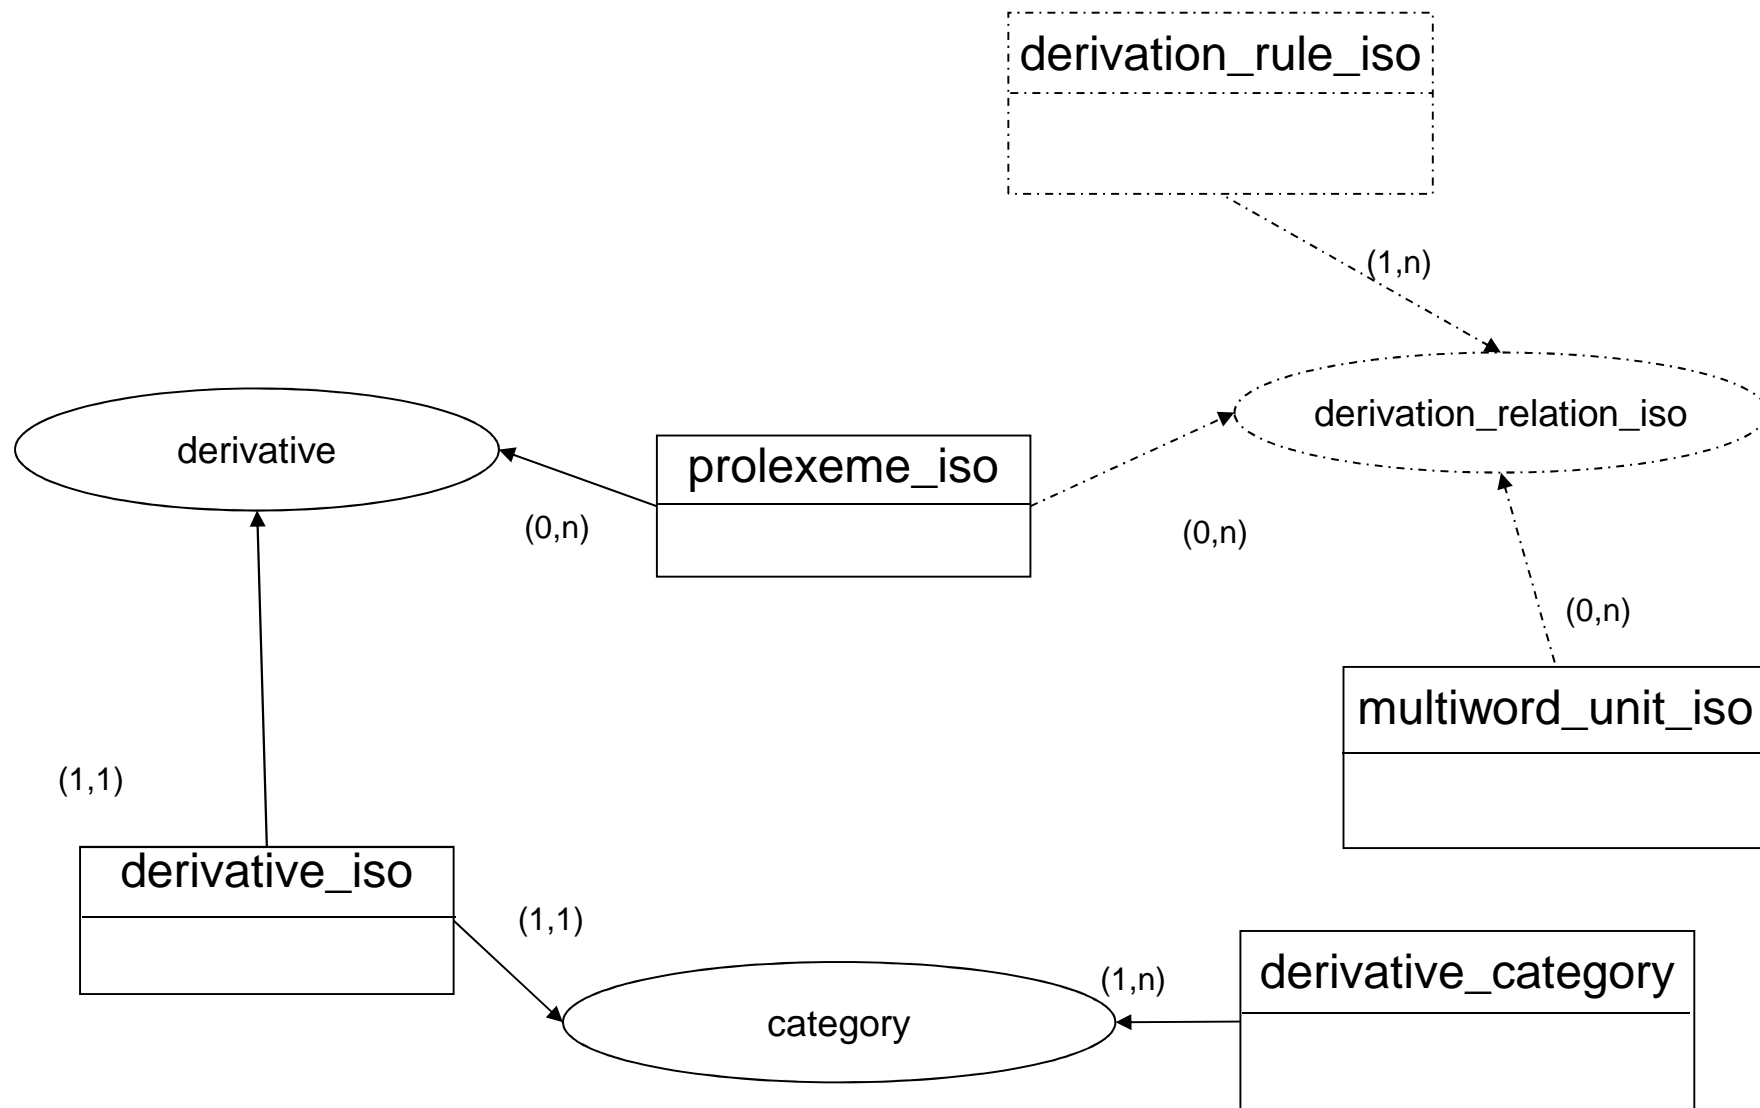 derivation_rule_iso
(1,n)
derivation_relation_iso
derivative
prolexeme_iso
(0,n)
(0,n)
(0,n)
multiword_unit_iso
(1,1)
derivative_iso
(1,1)
(1,n)
derivative_category
category